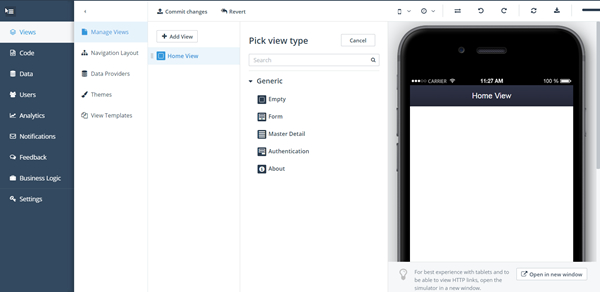 Commit changes
Revert
Views
Code
Data
Users
Analytics
Notifications
Feedback
Business Logic
Settings
Manage Views
Navigation Layout
Data Providers
Themes
View Templates
+ Add View
Home View
Pick view type
Cancel
Search
Generic
Empty
Form
Master Detail
Authentication
About
CARRIER
11:27 AM
100 %
Home View
For best experience with tablets and to
be able to view HTTP links, open the
simulator in a new window.
Open in new window